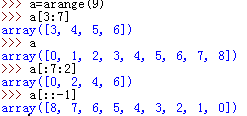 >>> a=arange(9)
>>> a[3:7]
array([3, 4, 5, 6])
>>> a
array([0, 1, 2, 3, 4, 5, 6, 7, 8])
>>> a[:7:2]
array([0, 2, 4, 6])
>>> a[::-1]
array([8, 7, 6, 5, 4, 3, 2, 1, 0])